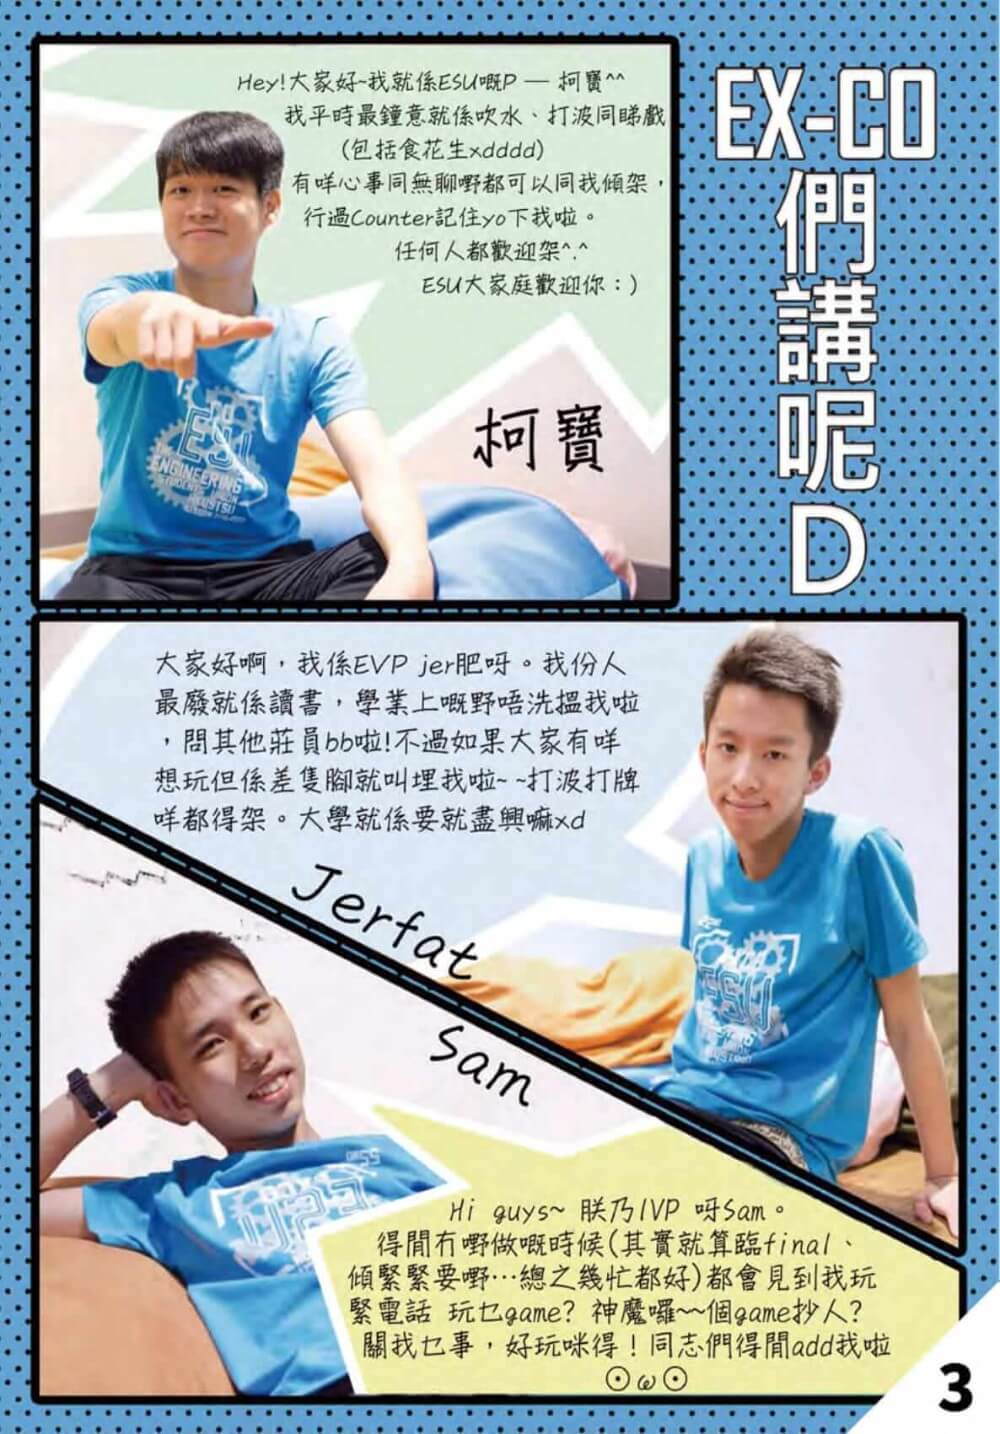 EX-CO
們
講
呢
D
Hey!大家好~我就係ESU嘅P — 柯寶^^
我平時最鐘意就係吹水、打波同睇戲
(包括食花生xdddd)
有咩心事同無聊嘢都可以同我傾架，
行過Counter記住yo下我啦。
任何人都歡迎架^.^
ESU大家庭歡迎你：)
柯寶
ESU
ENGINEERING
大家好啊，我係EVP jer肥呀。我份人
最廢就係讀書，學業上嘅野唔洗搵我啦
，問其他莊員bb啦!不過如果大家有咩
想玩但係差隻腳就叫埋我啦~~打波打牌
咩都得架。大學就係要就盡興嘛xd
Jerfat
ESU
Sam
Hi guys~ 朕乃IVP 呀Sam。
得閒冇嘢做嘅時候(其實就算臨final、
傾緊緊要嘢…總之幾忙都好)都會見到我玩
緊電話 玩乜game? 神魔囉~~個game抄人?
關我乜事，好玩咪得！同志們得閒add我啦
⊙ω⊙
3